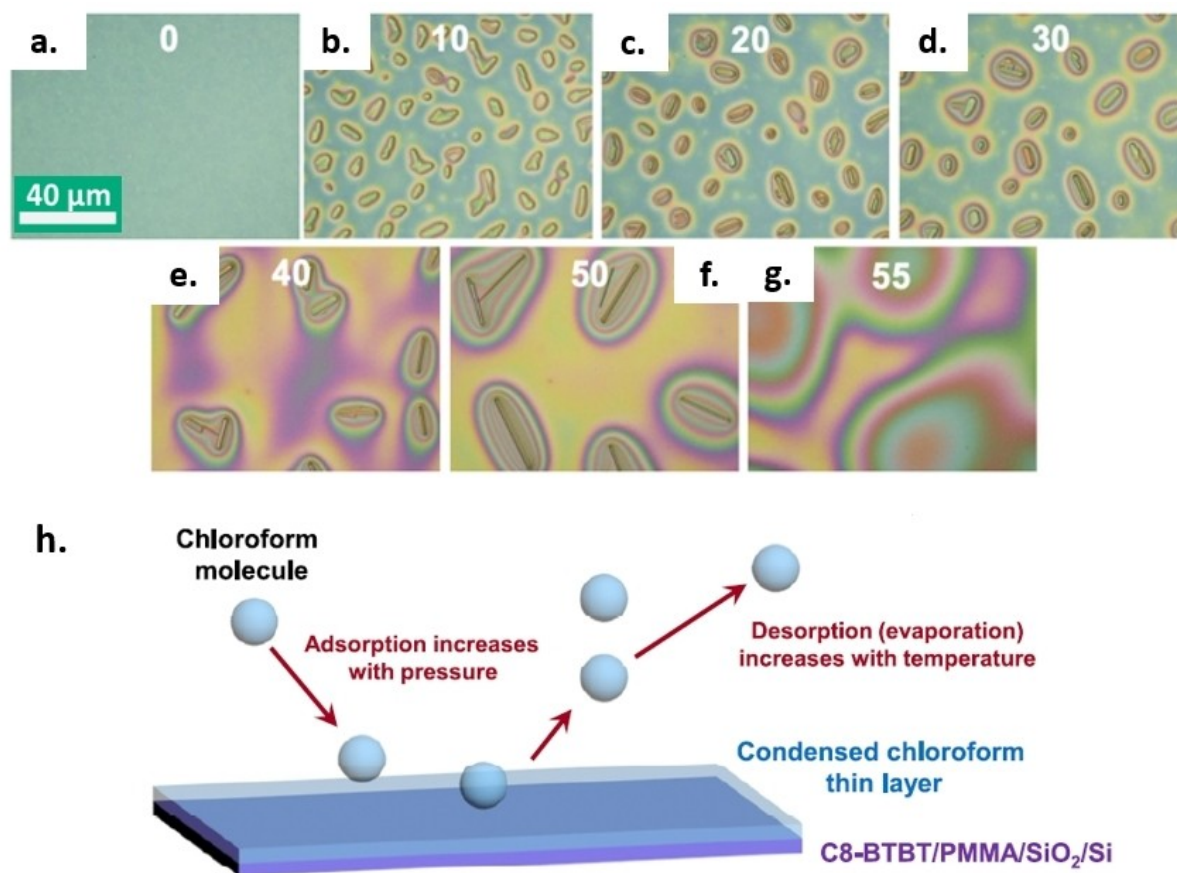 a.
0
40 µm
b.
10
c.
20
d.
30
e.
40
50
f.
g.
55
h.
Chloroform
molecule
Adsorption increases
with pressure
Desorption (evaporation)
increases with temperature
Condensed chloroform
thin layer
C8-BTBT/PMMA/SiO₂/Si